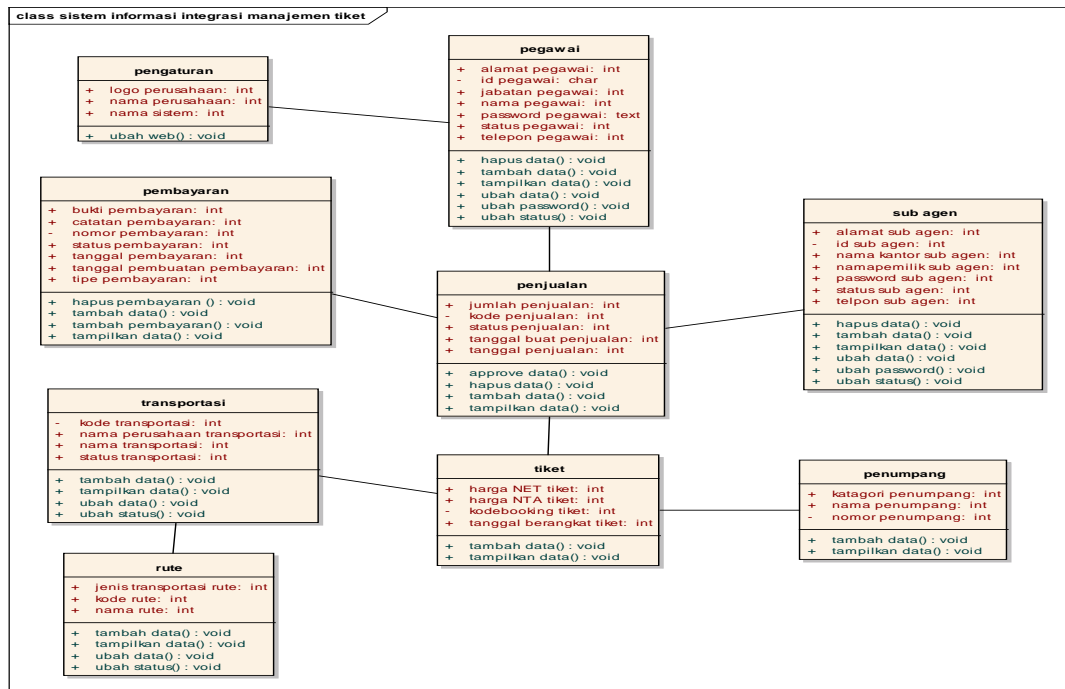 class sistem informasi integrasi manajemen tiket
pengaturan
+ logo perusahaan: int
+ nama perusahaan: int
+ nama sistem: int
+ ubah web() : void
pegawai
+ alamat pegawai: int
- id pegawai: char
+ jabatan pegawai: int
+ nama pegawai: int
+ password pegawai: text
+ status pegawai: int
+ telepon pegawai: int
+ hapus data() : void
+ tambah data() : void
+ tampilkan data() : void
+ ubah data() : void
+ ubah password() : void
+ ubah status() : void
pembayaran
+ bukti pembayaran: int
+ catatan pembayaran: int
- nomor pembayaran: int
+ status pembayaran: int
+ tanggal pembayaran: int
+ tanggal pembuatan pembayaran: int
+ tipe pembayaran: int
+ hapus pembayaran () : void
+ tambah data() : void
+ tambah pembayaran() : void
+ tampilkan data() : void
sub agen
+ alamat sub agen: int
- id sub agen: int
+ nama kantor sub agen: int
+ namapemilik sub agen: int
+ password sub agen: int
+ status sub agen: int
+ telpon sub agen: int
+ hapus data() : void
+ tambah data() : void
+ tampilkan data() : void
+ ubah data() : void
+ ubah password() : void
+ ubah status() : void
penjualan
+ jumlah penjualan: int
- kode penjualan: int
+ status penjualan: int
+ tanggal buat penjualan: int
+ tanggal penjualan: int
+ approve data() : void
+ hapus data() : void
+ tambah data() : void
+ tampilkan data() : void
transportasi
- kode transportasi: int
+ nama perusahaan transportasi: int
+ nama transportasi: int
+ status transportasi: int
+ tambah data() : void
+ tampilkan data() : void
+ ubah data() : void
+ ubah status() : void
tiket
+ harga NET tiket: int
+ harga NTA tiket: int
- kodebooking tiket: int
+ tanggal berangkat tiket: int
+ tambah data() : void
+ tampilkan data() : void
penumpang
+ katagori penumpang: int
+ nama penumpang: int
- nomor penumpang: int
+ tambah data() : void
+ tampilkan data() : void
rute
+ jenis transportasi rute: int
+ kode rute: int
+ nama rute: int
+ tambah data() : void
+ tampilkan data() : void
+ ubah data() : void
+ ubah status() : void